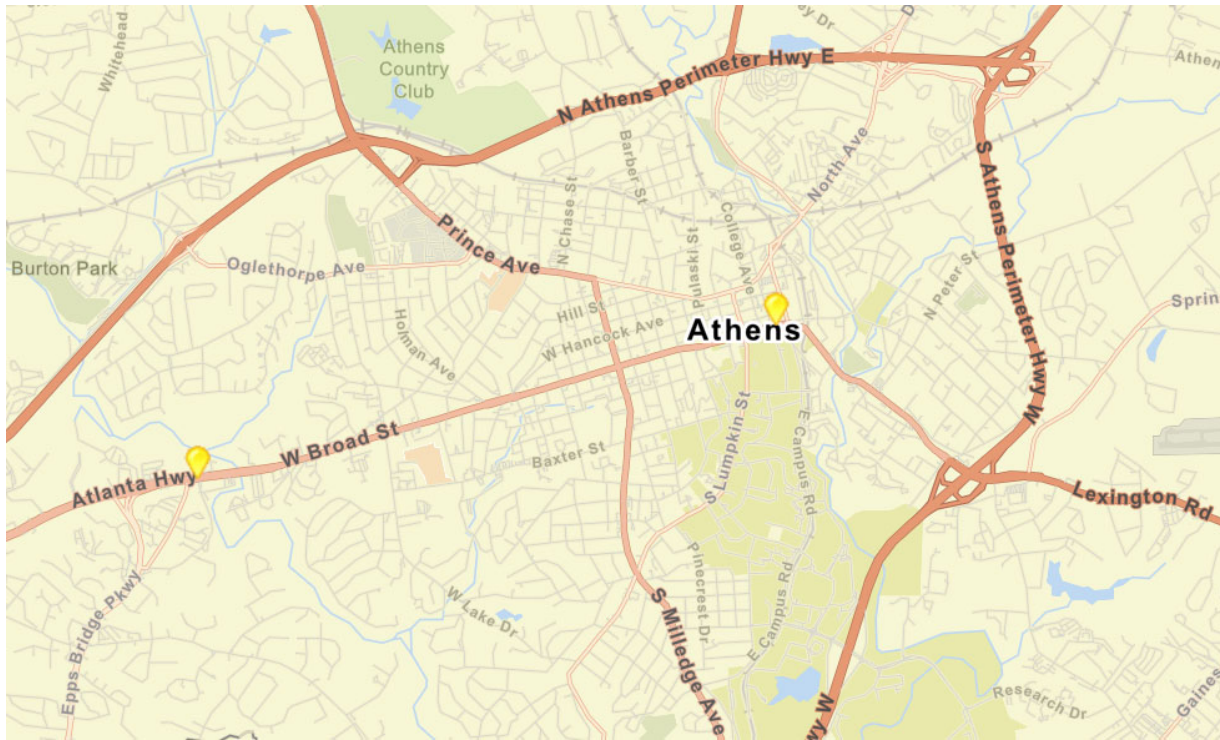 Whitehead
Athens
Country
Club
N Athens Perimeter Hwy E
Barber St
N Chase St
College Ave
North Ave
Pulaski St
S Athens Perimeter Hwy W
Prince Ave
Oglethorpe Ave
Burton Park
Hill St
W Hancock Ave
Holman Ave
Athens
N Peter St
Sprin
Athen
W Broad St
Atlanta Hwy
Baxter St
S Lumpkin St
E Campus Rd
Lexington Rd
Epps Bridge Pkwy
W Lake Dr
Pinecrest Dr
E Campus Rd
S Milledge Ave
wy W
Research Dr
Gaines